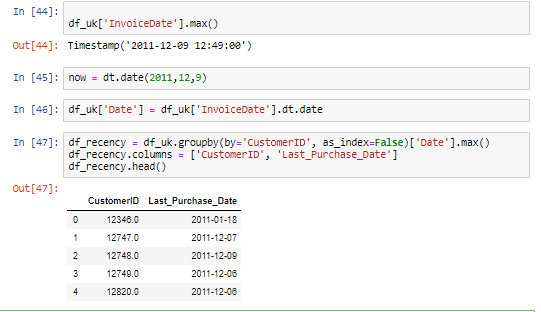 In [44]:
df_uk['InvoiceDate'].max()
Out[44]: Timestamp('2011-12-09 12:49:00')
In [45]: now = dt.date(2011,12,9)
In [46]: df_uk['Date'] = df_uk['InvoiceDate'].dt.date
In [47]: df_recency = df_uk.groupby(by='CustomerID', as_index=False)['Date'].max()
df_recency.columns = ['CustomerID', 'Last_Purchase_Date']
df_recency.head()
Out[47]:
CustomerID Last_Purchase_Date
0 12346.0 2011-01-18
1 12747.0 2011-12-07
2 12748.0 2011-12-09
3 12749.0 2011-12-06
4 12820.0 2011-12-06